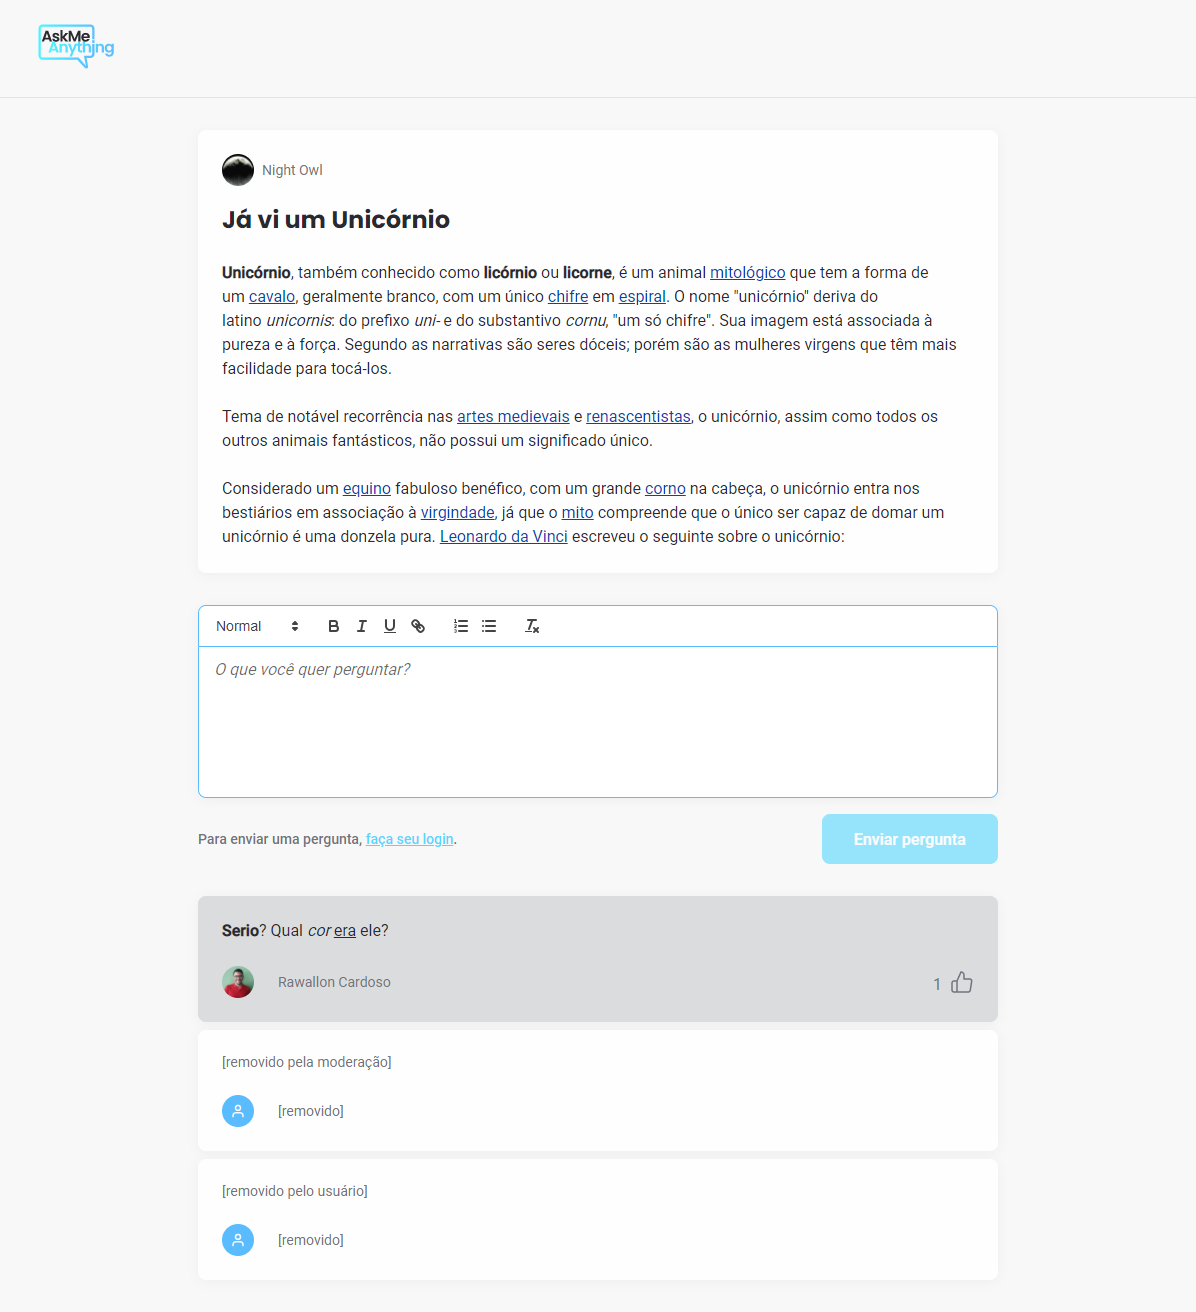 AskMe
Anything
Night Owl
Já vi um Unicórnio
Unicórnio, também conhecido como licórnio ou licorne, é um animal mitológico que tem a forma de
um cavalo, geralmente branco, com um único chifre em espiral. O nome "unicórnio" deriva do
latino unicornis: do prefixo uni- e do substantivo cornu, "um só chifre". Sua imagem está associada à
pureza e à força. Segundo as narrativas são seres dóceis; porém são as mulheres virgens que têm mais
facilidade para tocá-los.
Tema de notável recorrência nas artes medievais e renascentistas, o unicórnio, assim como todos os
outros animais fantásticos, não possui um significado único.
Considerado um equino fabuloso benéfico, com um grande corno na cabeça, o unicórnio entra nos
bestiários em associação à virgindade, já que o mito compreende que o único ser capaz de domar um
unicórnio é uma donzela pura. Leonardo da Vinci escreveu o seguinte sobre o unicórnio:
Normal
O que você quer perguntar?
Para enviar uma pergunta, faça seu login.
Enviar pergunta
Serio? Qual cor era ele?
Rawallon Cardoso
1
[removido pela moderação]
[removido]
[removido pelo usuário]
[removido]